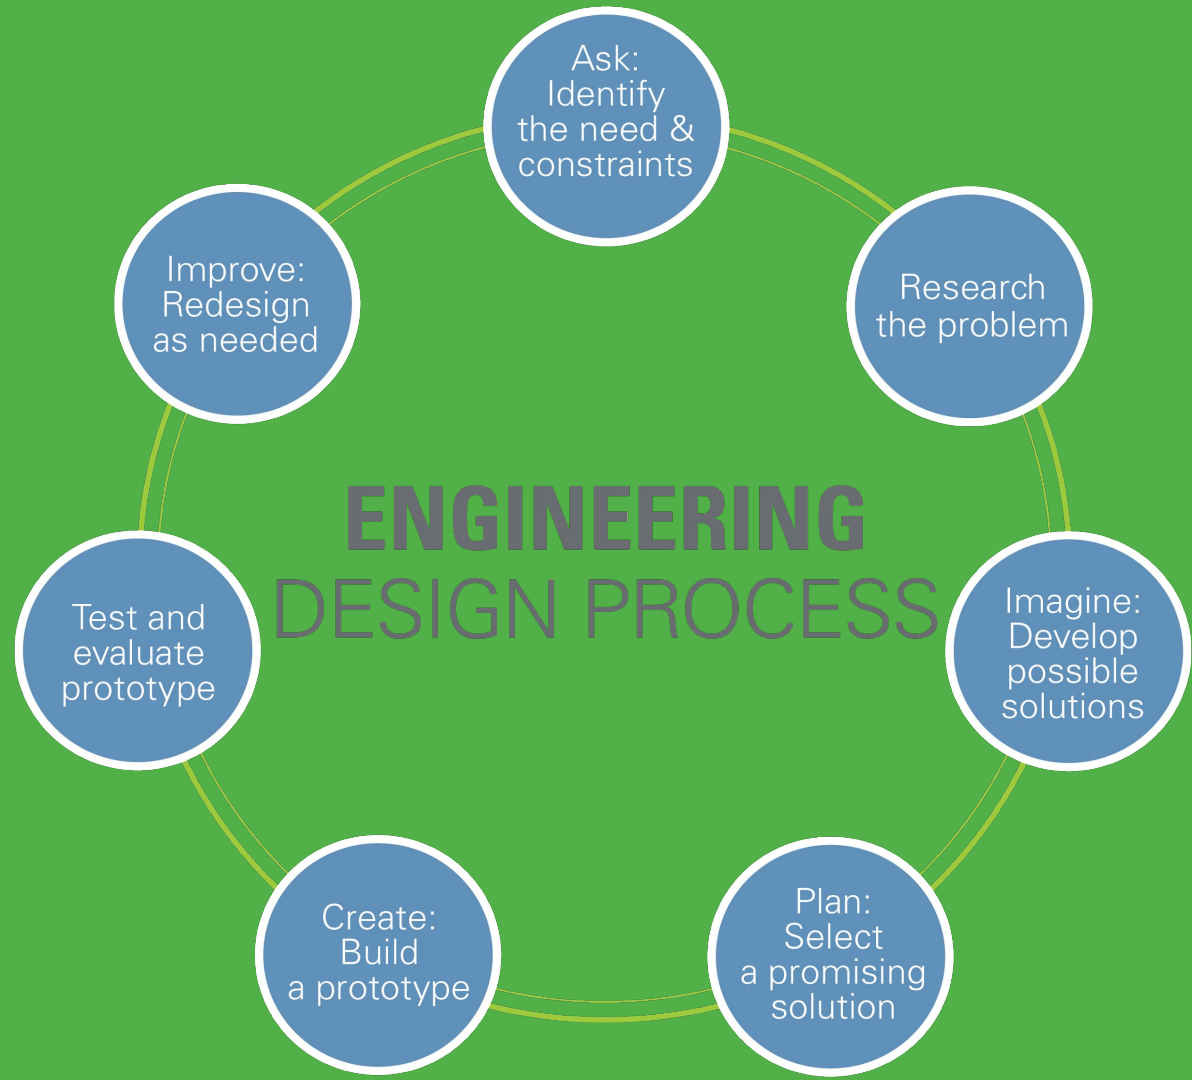 Ask:
Identify
the need &
constraints
Research
the problem
Imagine:
Develop
possible
solutions
Plan:
Select
a promising
solution
Create:
Build
a prototype
Test and
evaluate
prototype
Improve:
Redesign
as needed
ENGINEERING
DESIGN PROCESS